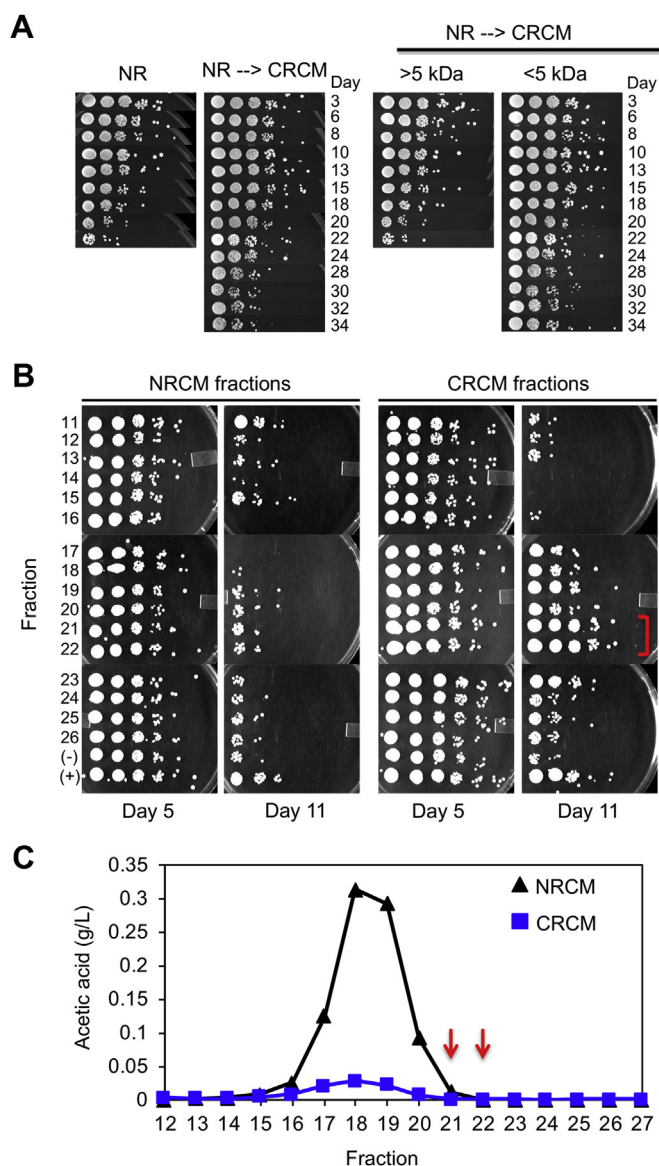 A
NR --> CRCM
NR
NR --> CRCM
Day
>5 kDa
<5 kDa
3
3
6
6
8
8
10
10
13
13
15
15
18
18
20
20
22
22
24
24
28
28
30
30
32
32
34
34
B
NRCM fractions
CRCM fractions
Fraction
11
12
13
14
15
16
17
18
19
20
21
22
23
24
25
26
(-)
(+)
Day 5
Day 11
Day 5
Day 11
C
Acetic acid (g/L)
0.35
0.3
0.25
0.2
0.15
0.1
0.05
0
NRCM
CRCM
12 13 14 15 16 17 18 19 20 21 22 23 24 25 26 27
Fraction